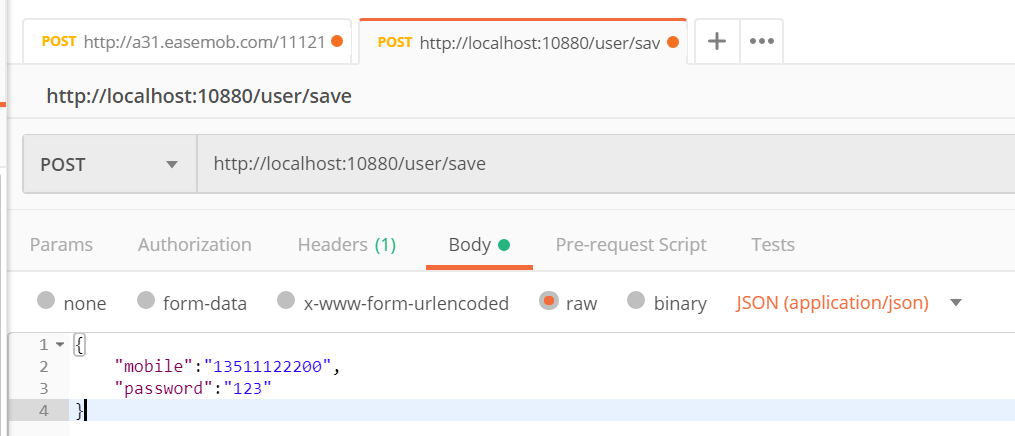 POST http://a31.easemob.com/11121 POST http://localhost:10880/user/sav + •••
http://localhost:10880/user/save
POST http://localhost:10880/user/save
Params Authorization Headers (1) Body Pre-request Script Tests
none form-data x-www-form-urlencoded raw binary JSON (application/json)
1 {
2 "mobile":"13511122200",
3 "password":"123"
4 }